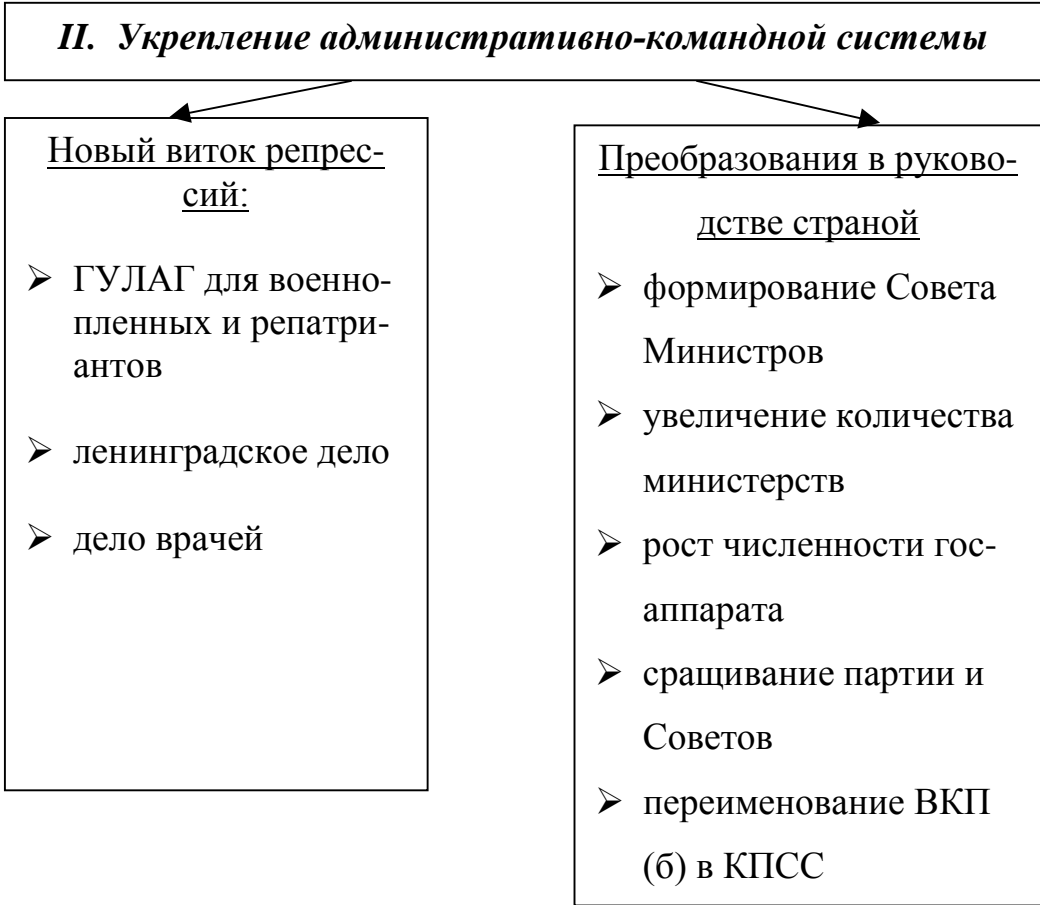 II. Укрепление административно-командной системы
Новый виток репрес-
сий:
➢ ГУЛАГ для военно-
пленных и репатри-
антов
➢ ленинградское дело
➢ дело врачей
Преобразования в руково-
дстве страной
➢ формирование Совета
Министров
➢ увеличение количества
министерств
➢ рост численности гос-
аппарата
➢ сращивание партии и
Советов
➢ переименование ВКП
(б) в КПСС